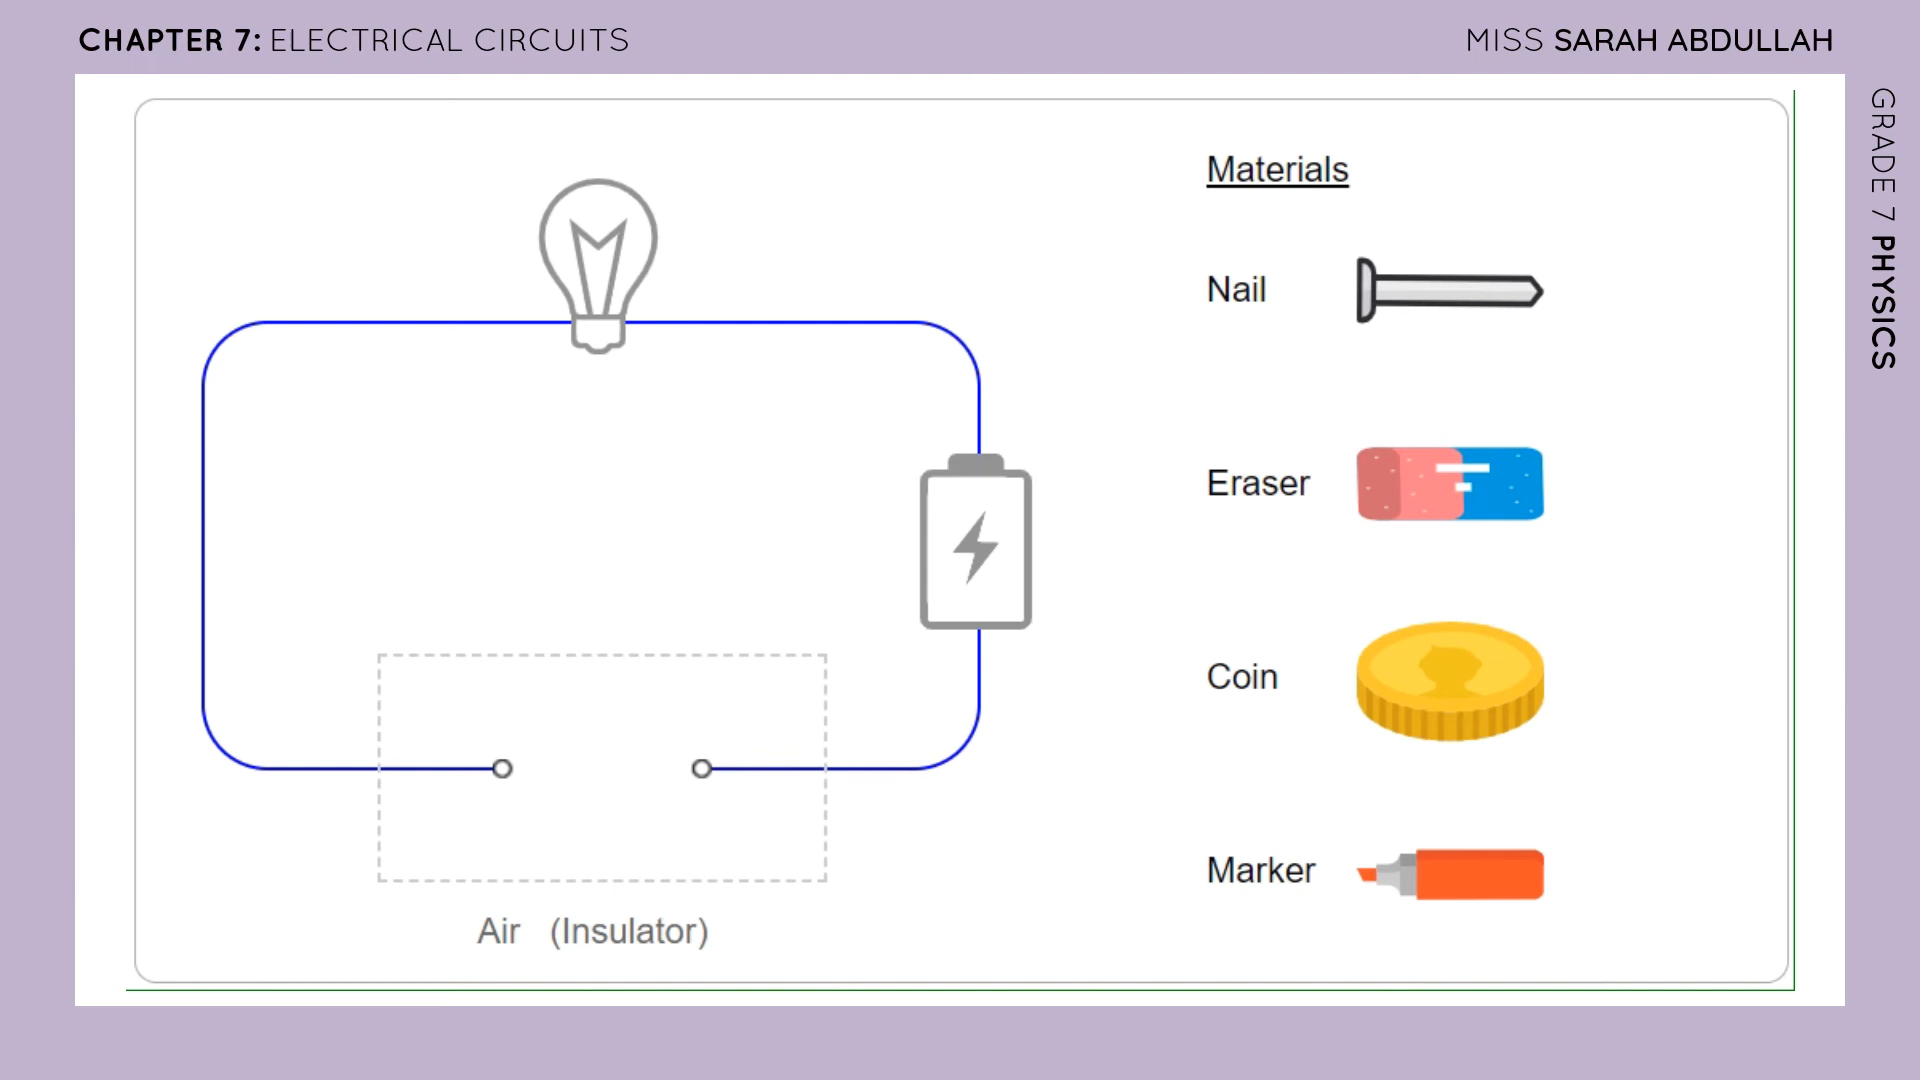 CHAPTER 7: ELECTRICAL CIRCUITS
MISS SARAH ABDULLAH
GRADE 7 PHYSICS
Materials
Nail
Eraser
Coin
Marker
Air (Insulator)